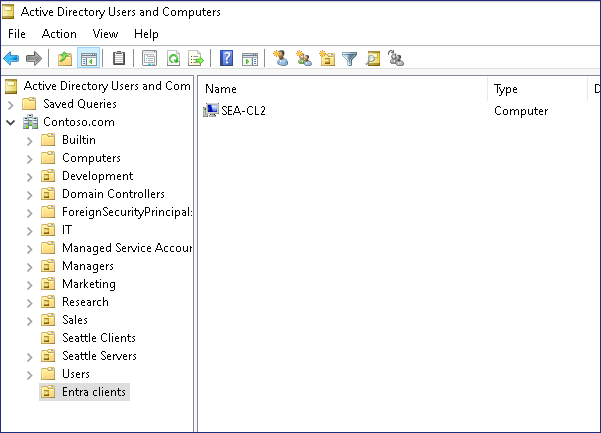 Active Directory Users and Computers
File Action View Help
Active Directory Users and Com
Saved Queries
Contoso.com
Builtin
Computers
Development
Domain Controllers
ForeignSecurityPrincipal:
IT
Managed Service Accour
Managers
Marketing
Research
Sales
Seattle Clients
Seattle Servers
Users
Entra clients
Name Type D
SEA-CL2 Computer